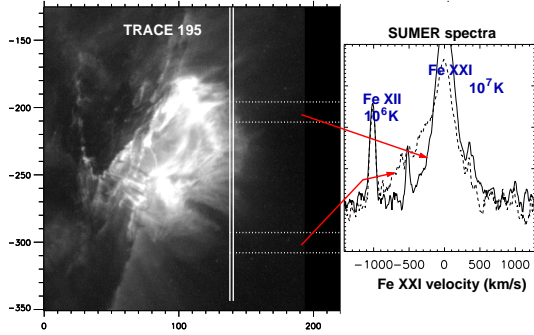 TRACE 195
-150
-200
-250
-300
-350
0
100
200
SUMER spectra
Fe XXI
10⁷K
Fe XII
10⁶K
-1000
-500
0
500
1000
Fe XXI velocity (km/s)